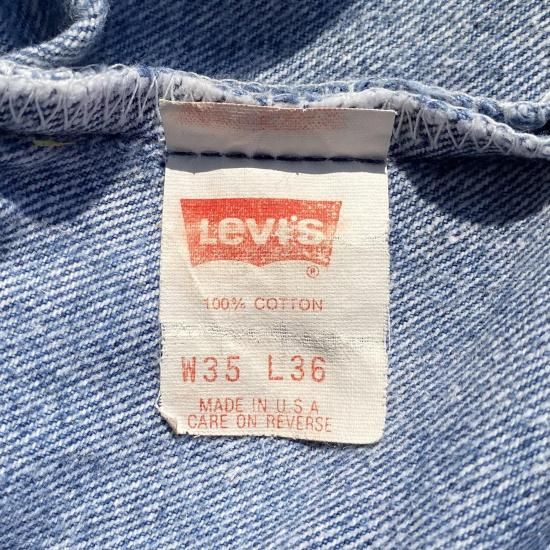 Levi's
®
100% COTTON
W35 L36
MADE IN U.S.A
CARE ON REVERSE